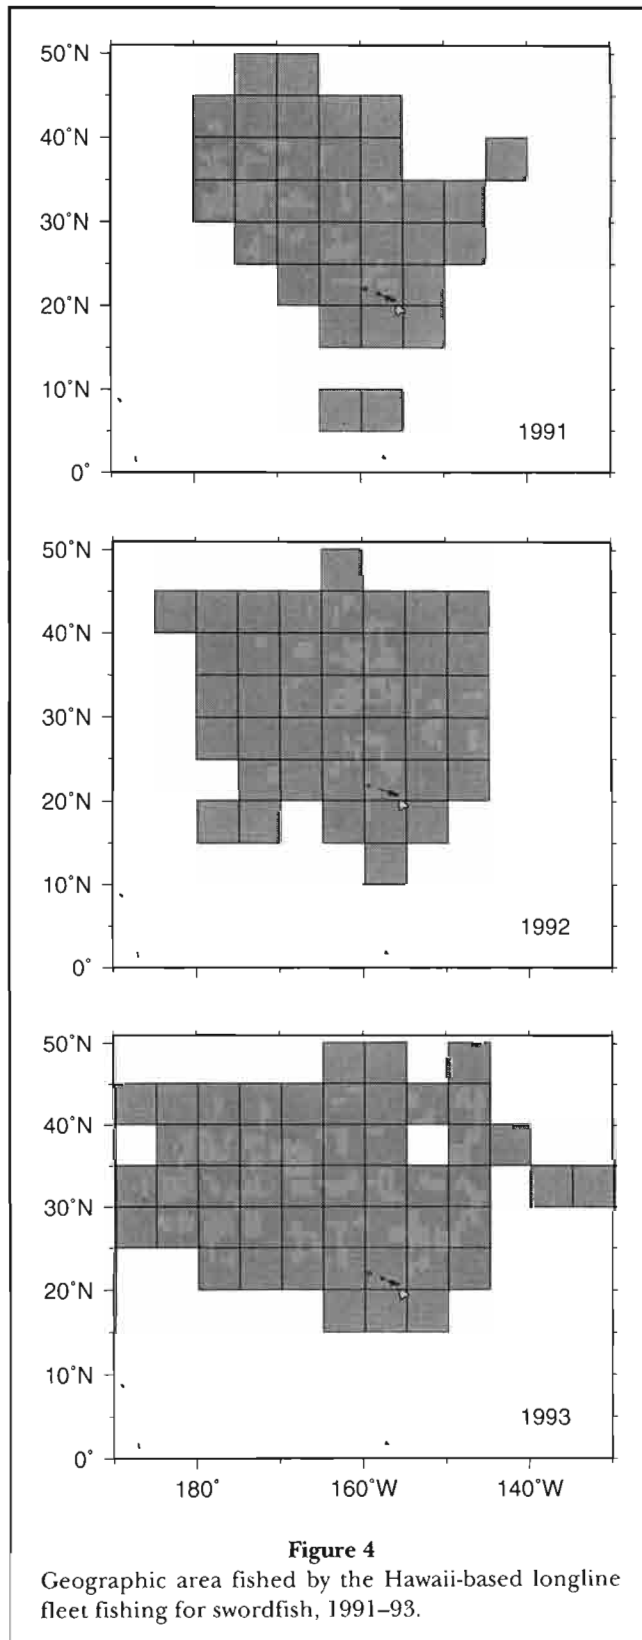 50°N
40°N
30°N
20°N
10°N
0°
1991
50°N
40°N
30°N
20°N
10°N
0°
1992
50°N
40°N
30°N
20°N
10°N
0°
1993
180° 160°W 140°W
Figure 4
Geographic area fished by the Hawaii-based longline
fleet fishing for swordfish, 1991–93.